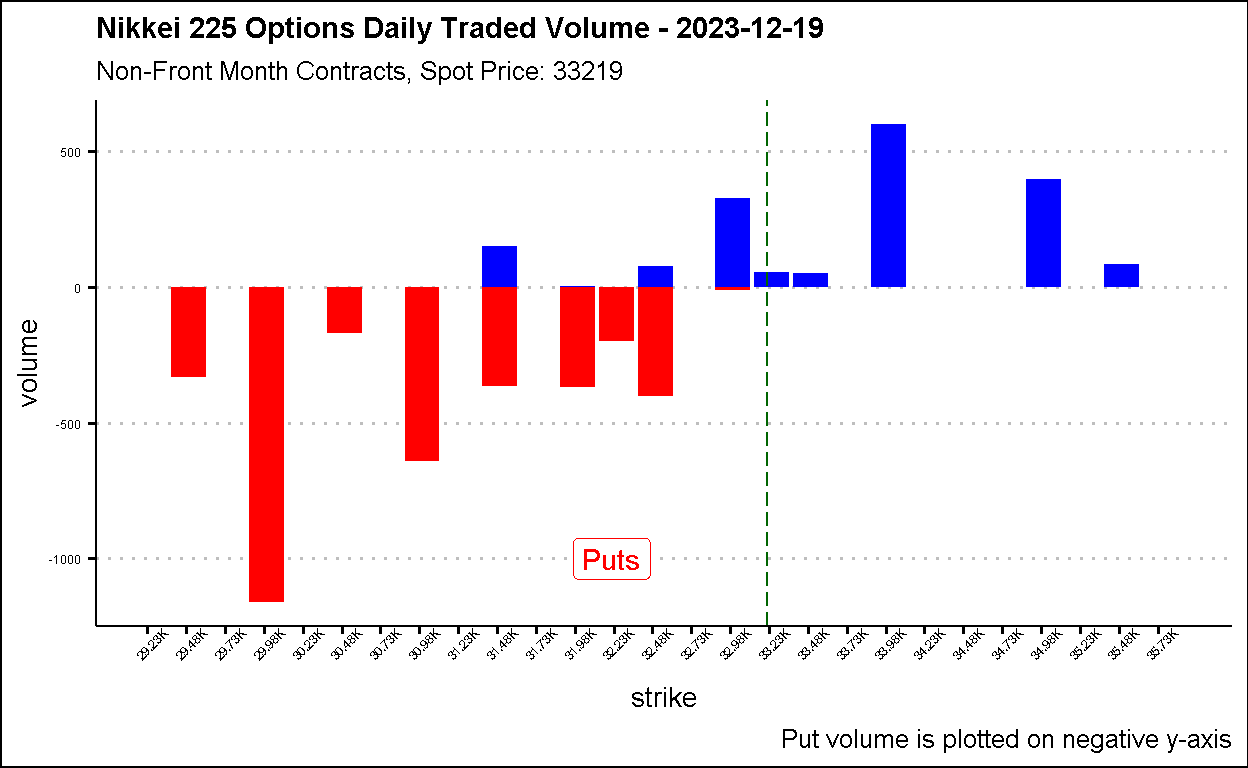 Nikkei 225 Options Daily Traded Volume - 2023-12-19
Non-Front Month Contracts, Spot Price: 33219
500
0
-500
-1000
volume
Puts
29.23K 29.48K 29.73K 29.98K 30.23K 30.48K 30.73K 30.98K 31.23K 31.48K 31.73K 31.98K 32.23K 32.48K 32.73K 32.98K 33.23K 33.48K 33.73K 33.98K 34.23K 34.48K 34.73K 34.98K 35.23K 35.48K 35.73K
strike
Put volume is plotted on negative y-axis